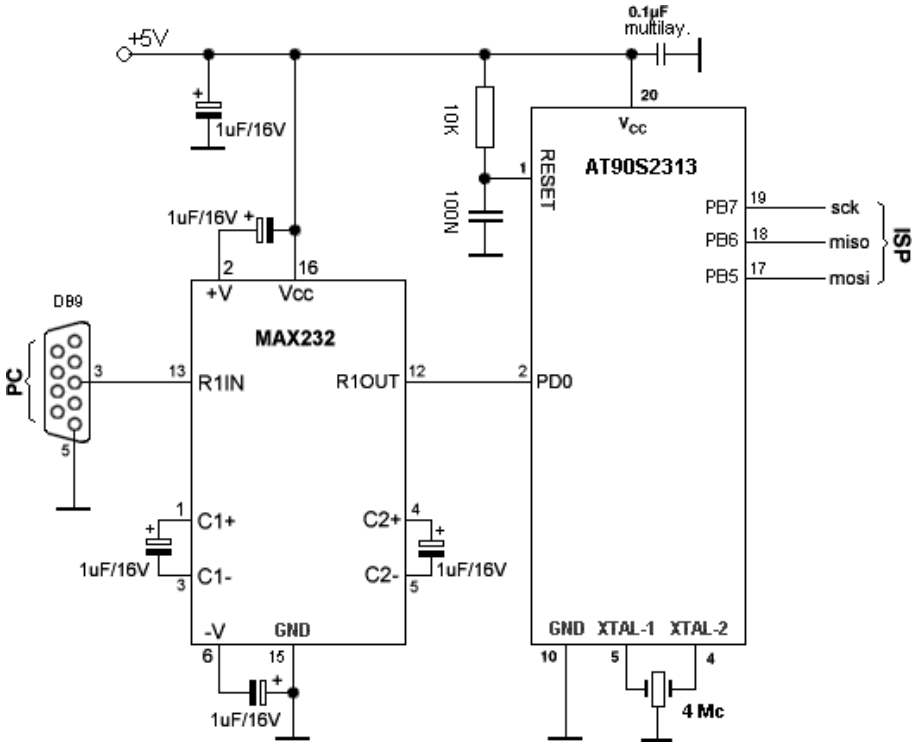 0.1µF
multilay.
+5V
+
1uF/16V
10K
100N
20
VCC
AT90S2313
1
RESET
PB7
19
sck
PB6
18
miso
PB5
17
mosi
ISP
1uF/16V
+
2
16
+V
VCC
MAX232
DB9
PC
3
13
R1IN
R1OUT
12
2
PD0
5
1
C1+
C2+
4
+
+
1uF/16V
1uF/16V
C1-
3
C2-
5
-V
GND
6
15
+
1uF/16V
GND
XTAL-1
XTAL-2
10
5
4
4 Mc